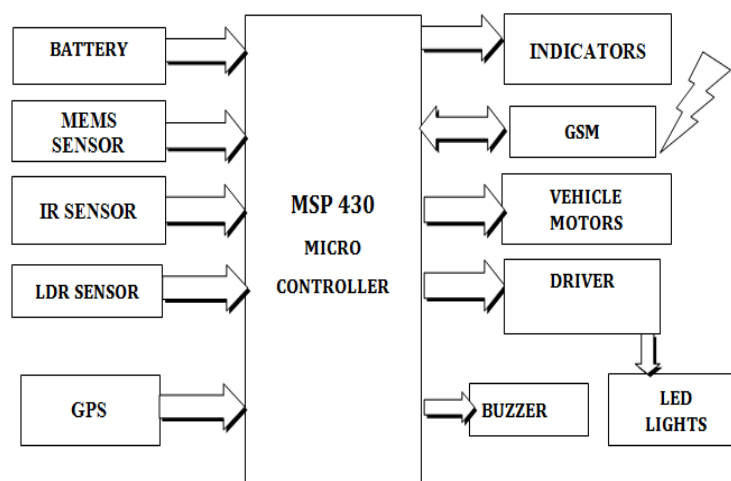 BATTERY
MEMS
SENSOR
IR SENSOR
LDR SENSOR
GPS
MSP 430
MICRO
CONTROLLER
INDICATORS
GSM
VEHICLE
MOTORS
DRIVER
BUZZER
LED
LIGHTS